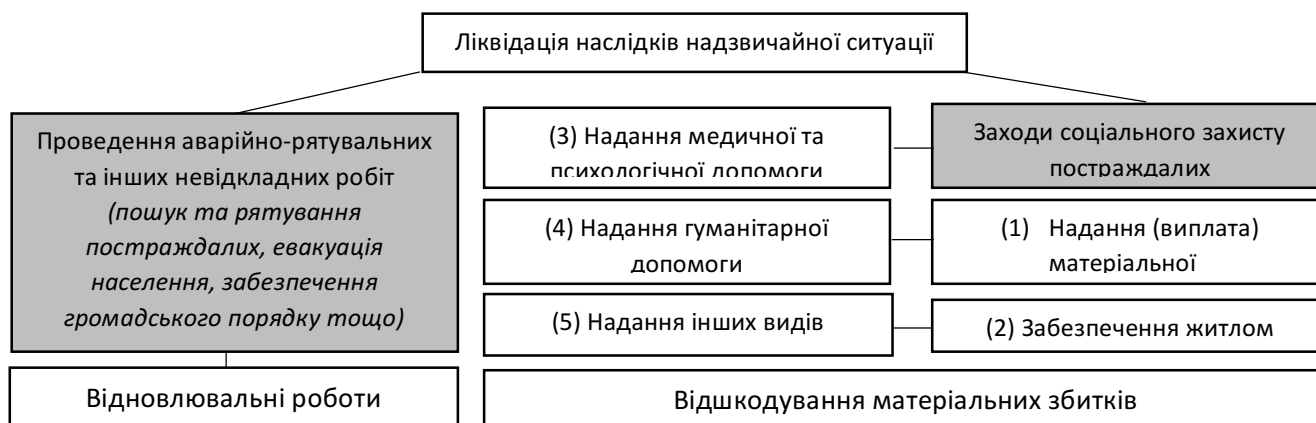 Ліквідація наслідків надзвичайної ситуації
Проведення аварійно-рятувальних
та інших невідкладних робіт
(пошук та рятування
постраждалих, евакуація
населення, забезпечення
громадського порядку тощо)
Відновлювальні роботи
(3) Надання медичної та
психологічної допомоги
(4) Надання гуманітарної
допомоги
(5) Надання інших видів
Заходи соціального захисту
постраждалих
(1) Надання (виплата)
матеріальної
(2) Забезпечення житлом
Відшкодування матеріальних збитків